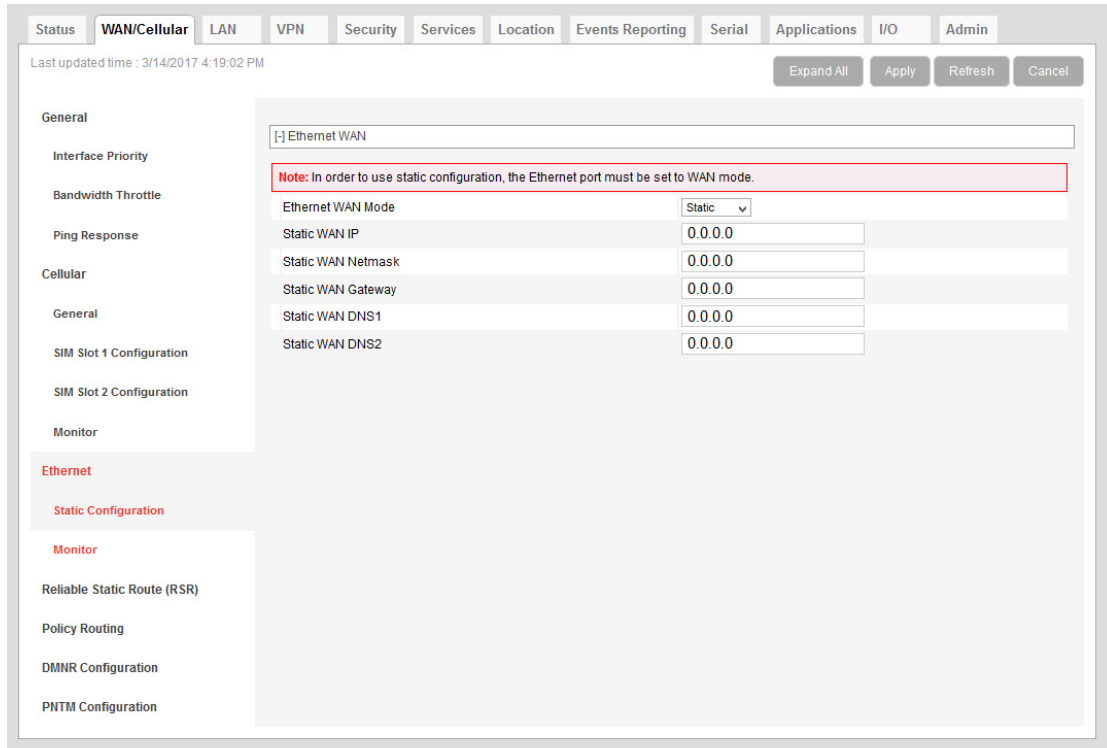 Status WAN/Cellular LAN VPN Security Services Location Events Reporting Serial Applications I/O Admin
Last updated time : 3/14/2017 4:19:02 PM
Expand All Apply Refresh Cancel
General
Interface Priority
Bandwidth Throttle
Ping Response
Cellular
General
SIM Slot 1 Configuration
SIM Slot 2 Configuration
Monitor
Ethernet
Static Configuration
Monitor
Reliable Static Route (RSR)
Policy Routing
DMNR Configuration
PNTM Configuration
[-] Ethernet WAN
Note: In order to use static configuration, the Ethernet port must be set to WAN mode.
Ethernet WAN Mode Static
Static WAN IP 0.0.0.0
Static WAN Netmask 0.0.0.0
Static WAN Gateway 0.0.0.0
Static WAN DNS1 0.0.0.0
Static WAN DNS2 0.0.0.0